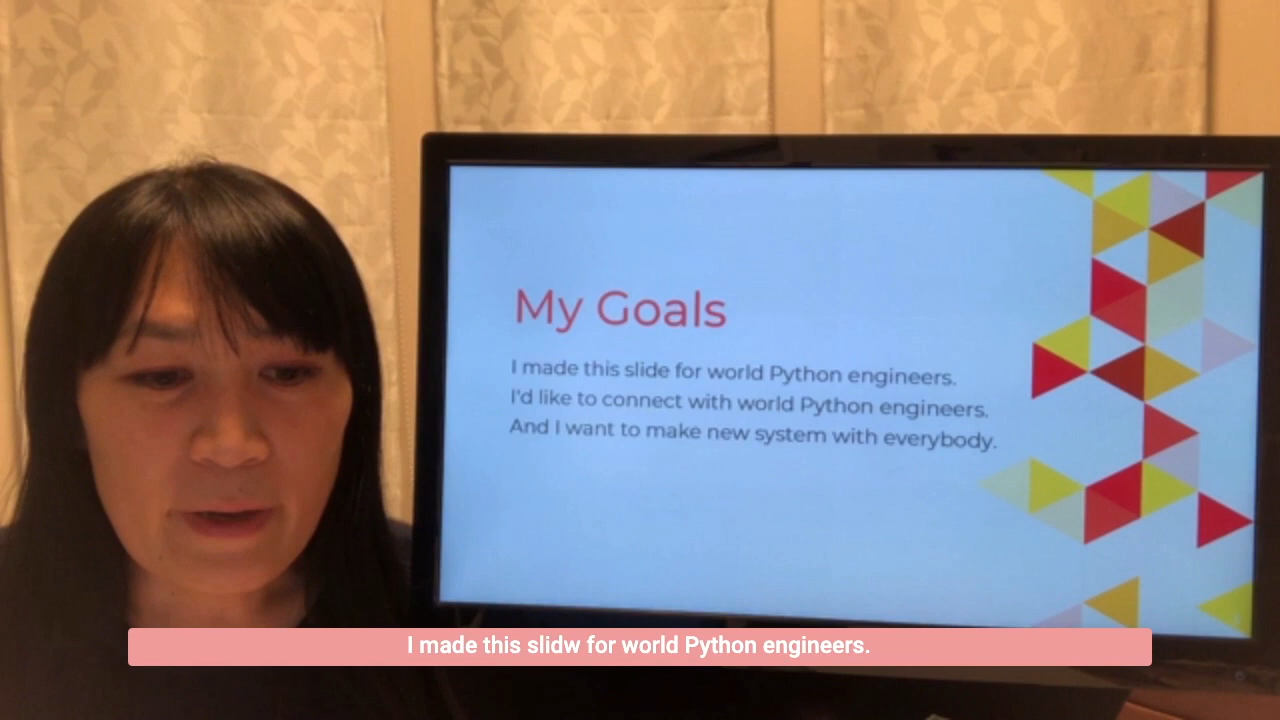 My Goals
I made this slide for world Python engineers.
I'd like to connect with world Python engineers.
And I want to make new system with everybody.
I made this slidw for world Python engineers.